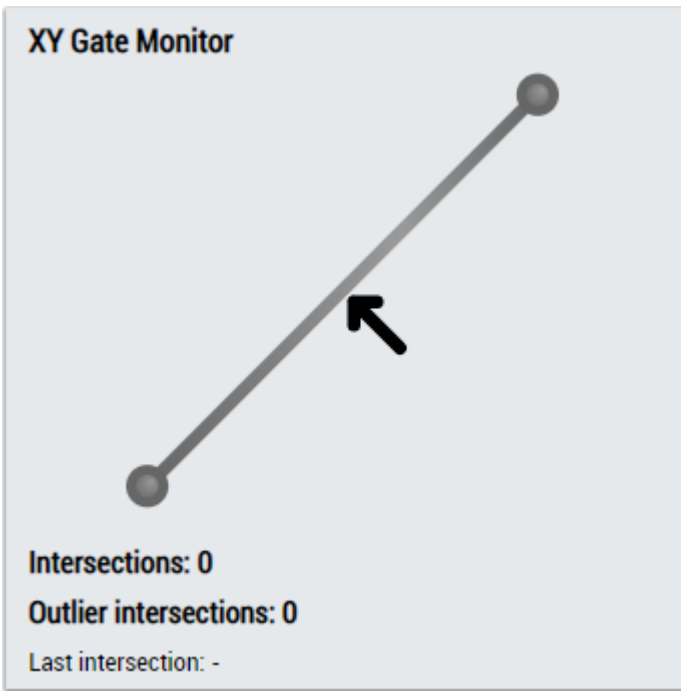 XY Gate Monitor
Intersections: 0
Outlier intersections: 0
Last intersection: -